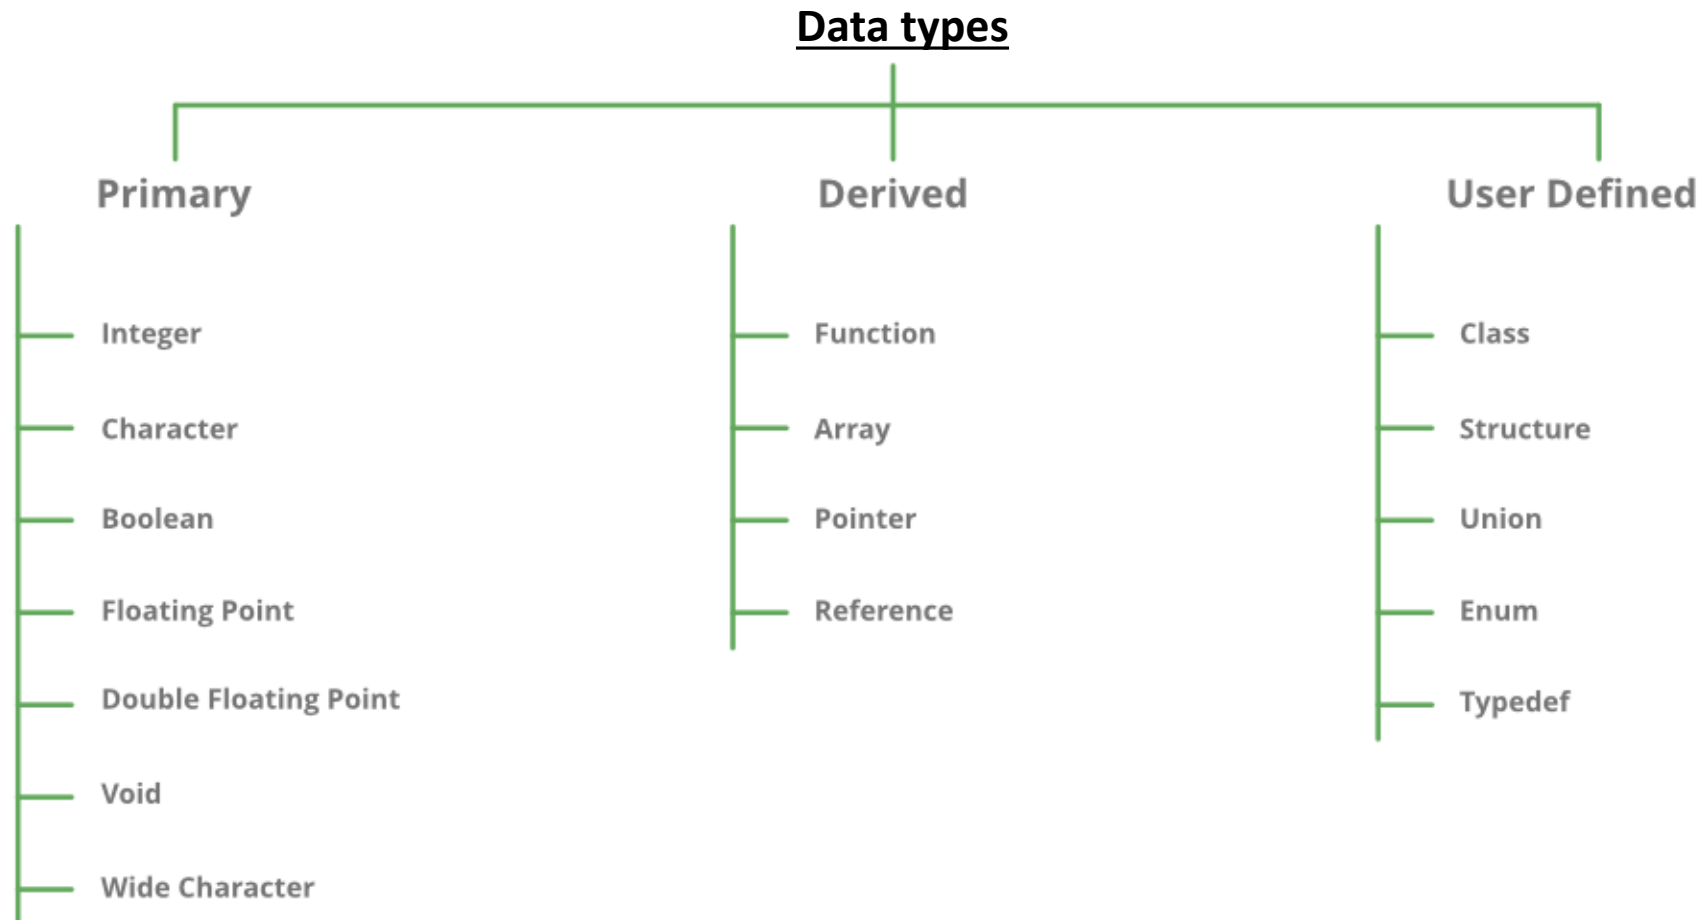 Data types
Primary
Integer
Character
Boolean
Floating Point
Double Floating Point
Void
Wide Character
Derived
Function
Array
Pointer
Reference
User Defined
Class
Structure
Union
Enum
Typedef